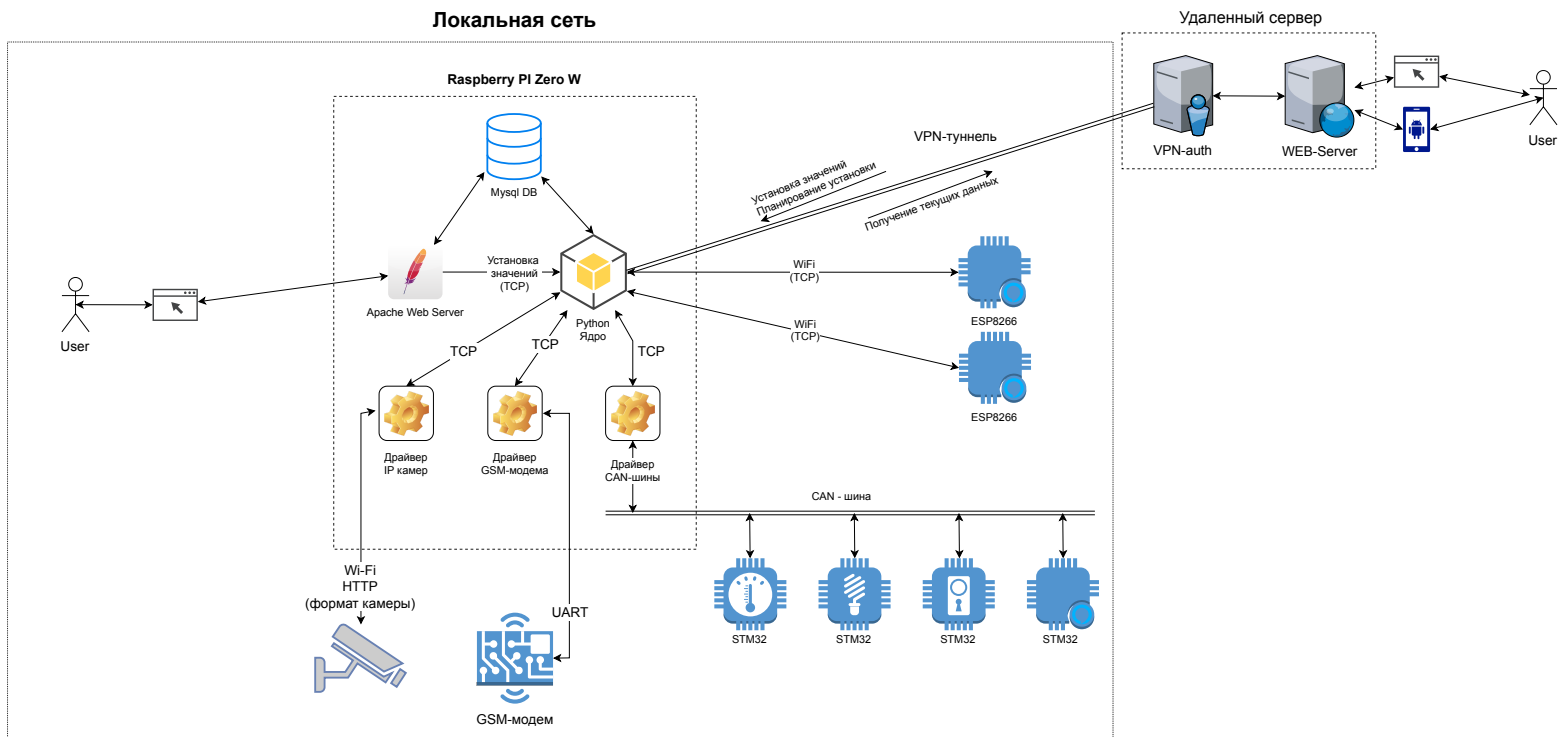 Локальная сеть
Удаленный сервер
Raspberry PI Zero W
VPN-auth
WEB-Server
User
VPN-туннель
Mysql DB
Установка значений
Планирование установки
Получение текущих данных
Установка
значений
(TCP)
WiFi
(TCP)
ESP8266
User
Apache Web Server
Python
Ядро
WiFi
(TCP)
TCP
TCP
TCP
ESP8266
Драйвер
IP камер
Драйвер
GSM-модема
Драйвер
CAN-шины
CAN - шина
Wi-Fi
HTTP
(формат камеры)
UART
STM32
STM32
STM32
STM32
GSM-модем